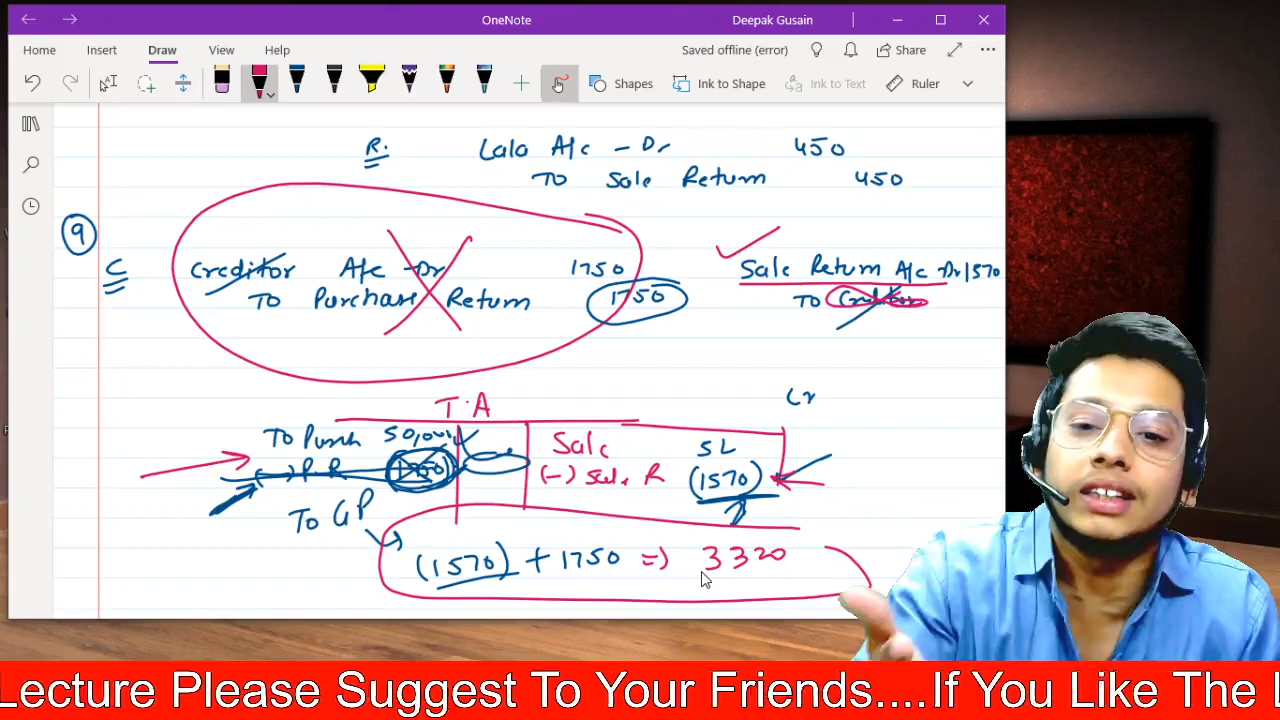 OneNote
Deepak Gusain
Home Insert Draw View Help
Saved offline (error)
Share
Shapes
Ink to Shape
Ink to Text
Ruler
R. Lala A/c - Dr 450
To Sale Return 450
9
C Creditor A/c - Dr 1750
To Purchase Return 1750
Sale Return A/c - Dr 1570
To Creditor
T.A
Cr
To Purch 50,000
(-) P R (1750)
To GP
Sale 5L
(-) Sale R (1570)
(1570) + 1750 => 3320
Lecture Please Suggest To Your Friends....If You Like The L